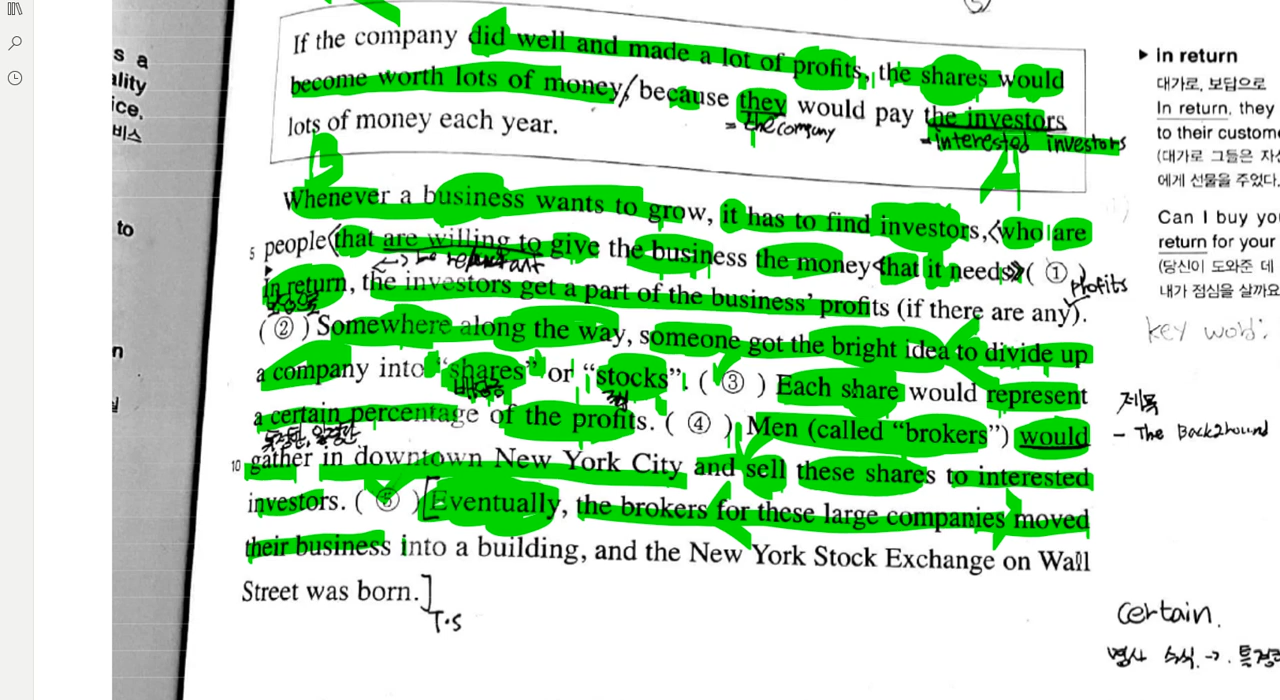 s a
ality
ice.
비스
to
n
If the company did well and made a lot of profits, the shares would
become worth lots of money, because they would pay the investors
lots of money each year.
= the company
= interested investors
A
Whenever a business wants to grow, it has to find investors, who are
5 people that are willing to give the business the money that it needs. ( ① )
profits
In return, the investors get a part of the business' profits (if there are any).
( ② ) Somewhere along the way, someone got the bright idea to divide up
a company into “shares” or “stocks”. ( ③ ) Each share would represent
a certain percentage of the profits. ( ④ ) Men (called “brokers”) would
10 gather in downtown New York City and sell these shares to interested
investors. ( ⑤ ) Eventually, the brokers for these large companies moved
their business into a building, and the New York Stock Exchange on Wall
Street was born.
T.S
▶ in return
대가로, 보답으로
In return, they
to their custome
(대가로 그들은 자신
에게 선물을 주었다.
Can I buy you
return for your
(당신이 도와준 데
내가 점심을 살까요
key word:
제목
- The
certain.
명사 수식 →